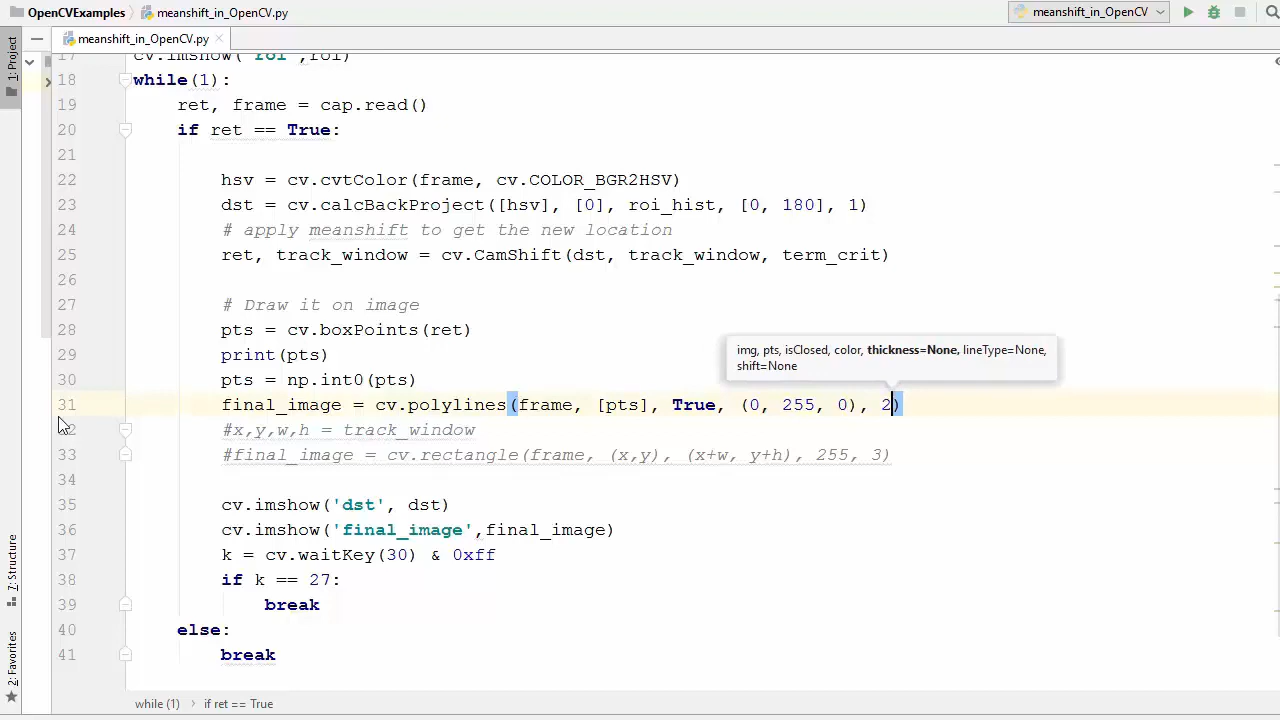 OpenCVExamples
meanshift_in_OpenCV.py
meanshift_in_OpenCV
meanshift_in_OpenCV.py
1: Project
7: Structure
2: Favorites
17 cv.imshow('roi',roi)
18 while(1):
19 ret, frame = cap.read()
20 if ret == True:
21
22 hsv = cv.cvtColor(frame, cv.COLOR_BGR2HSV)
23 dst = cv.calcBackProject([hsv], [0], roi_hist, [0, 180], 1)
24 # apply meanshift to get the new location
25 ret, track_window = cv.CamShift(dst, track_window, term_crit)
26
27 # Draw it on image
28 pts = cv.boxPoints(ret)
29 print(pts)
img, pts, isClosed, color, thickness=None, lineType=None,
shift=None
30 pts = np.int0(pts)
31 final_image = cv.polylines(frame, [pts], True, (0, 255, 0), 2)
32 #x,y,w,h = track_window
33 #final_image = cv.rectangle(frame, (x,y), (x+w, y+h), 255, 3)
34
35 cv.imshow('dst', dst)
36 cv.imshow('final_image',final_image)
37 k = cv.waitKey(30) & 0xff
38 if k == 27:
39 break
40 else:
41 break
while (1)
if ret == True